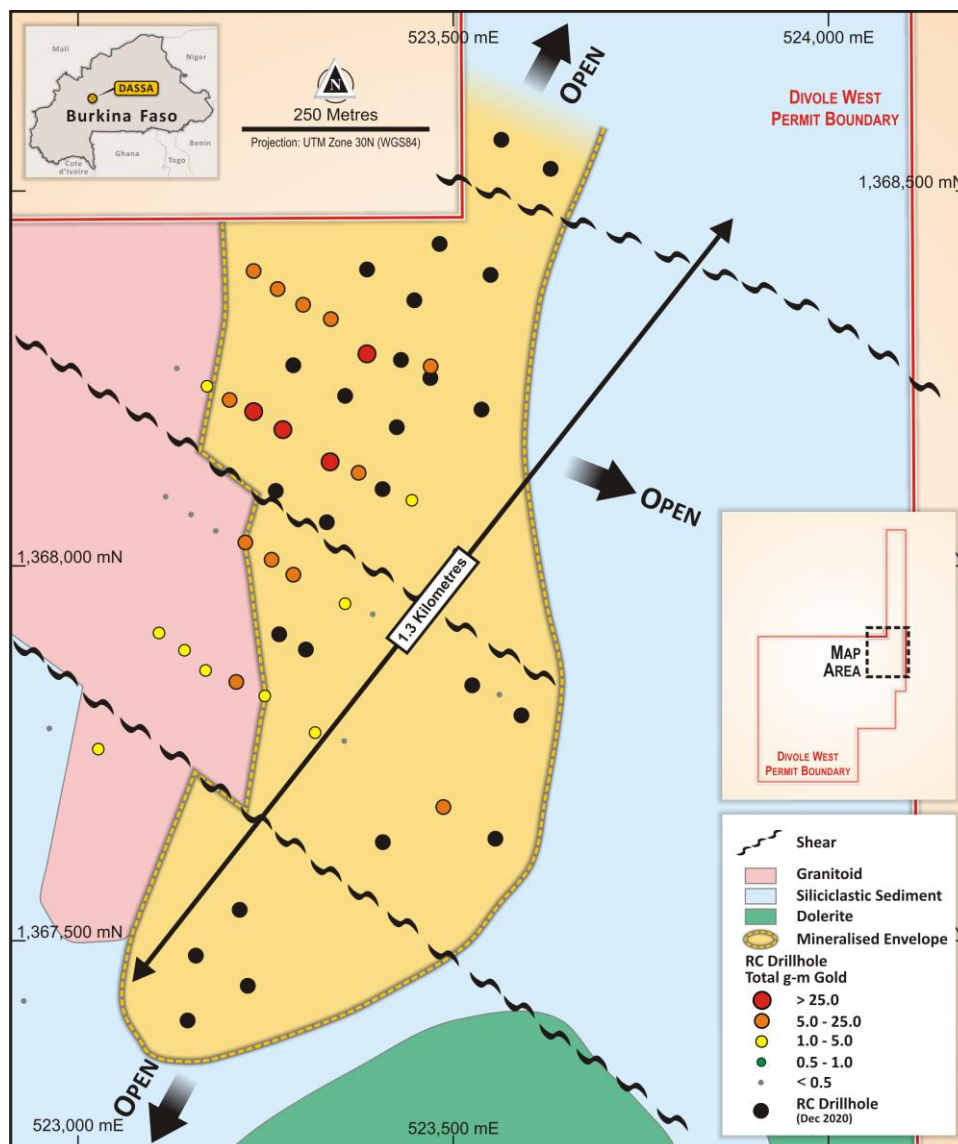 523,500 mE
524,000 mE
Mali
Niger
DASSA
Burkina Faso
Benin
Ghana
Togo
Cote
d'Ivoire
N
250 Metres
Projection: UTM Zone 30N (WGS84)
OPEN
DIVOLE WEST
PERMIT BOUNDARY
1,368,500 mN
OPEN
1,368,000 mN
1.3 Kilometres
MAP
AREA
DIVOLE WEST
PERMIT BOUNDARY
Shear
Granitoid
Siliciclastic Sediment
Dolerite
Mineralised Envelope
RC Drillhole
Total g-m Gold
> 25.0
5.0 - 25.0
1.0 - 5.0
0.5 - 1.0
< 0.5
RC Drillhole
(Dec 2020)
1,367,500 mN
OPEN
523,000 mE
523,500 mE